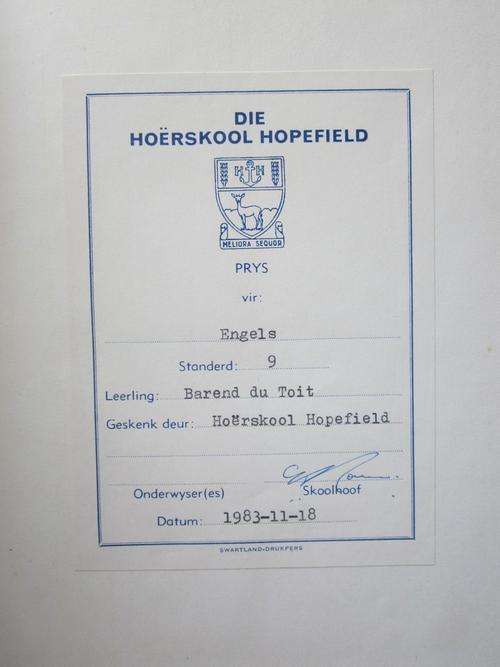 DIE
HOËRSKOOL HOPEFIELD
H H
MELIORA SEQUOR
PRYS
vir:
Engels
Standerd: 9
Leerling: Barend du Toit
Geskenk deur: Hoërskool Hopefield
Onderwyser(es) Skoolhoof
Datum: 1983-11-18
SWARTLAND-DRUKPERS